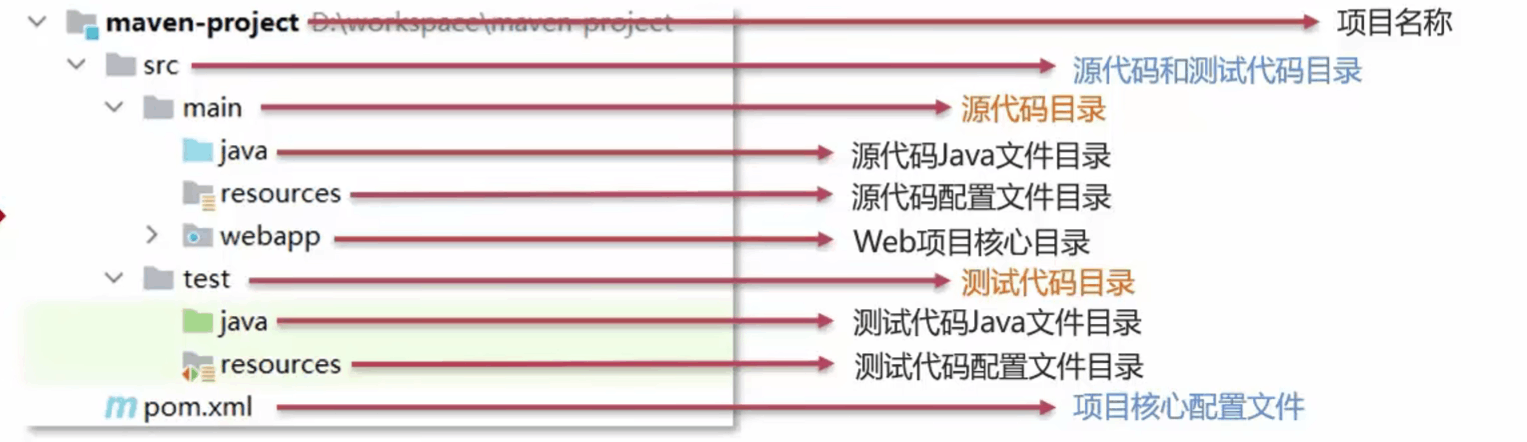 maven-project D:\workspace\maven-project 项目名称
src 源代码和测试代码目录
main 源代码目录
java 源代码Java文件目录
resources 源代码配置文件目录
webapp Web项目核心目录
test 测试代码目录
java 测试代码Java文件目录
resources 测试代码配置文件目录
m pom.xml 项目核心配置文件